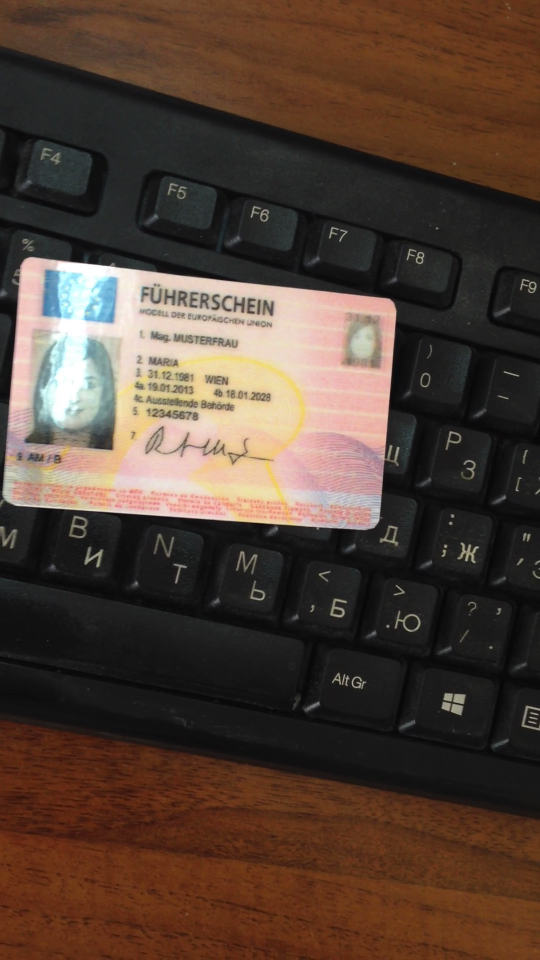 F4
F5
F6
F7
F8
F9
%
5
FÜHRERSCHEIN
MODELL DER EUROPÄISCHEN UNION
1. Mag. MUSTERFRAU
2. MARIA
3. 31.12.1981 WIEN
4a. 19.01.2013 4b.18.01.2028
4c. Ausstellende Behörde
5. 12345678
7.
9. AM / B
)
0
—
Щ
P
З
[
Д
:
; Ж
"
,
M
B
И
N
Т
M
Ь
<
, Б
>
. Ю
? ,
/ .
Alt Gr